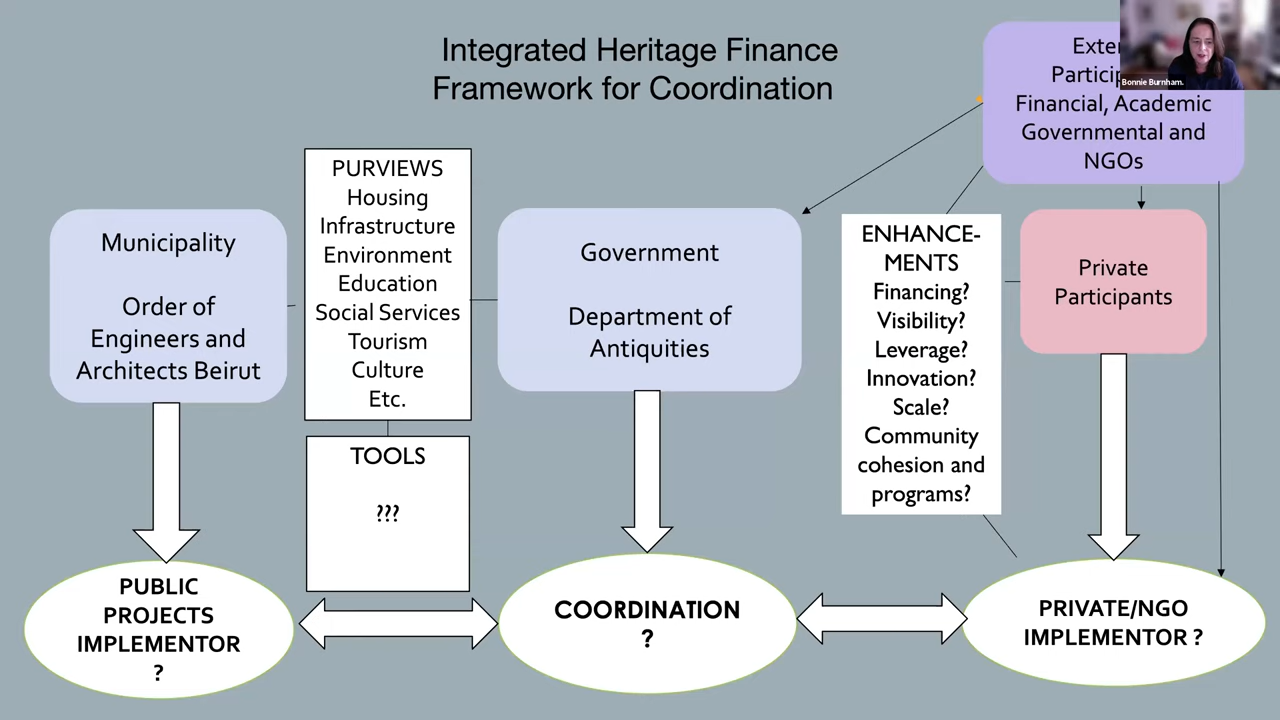 Integrated Heritage Finance
Framework for Coordination
Bonnie Burnham.
Financial, Academic
Governmental and
NGOs
Municipality
Order of
Engineers and
Architects Beirut
PURVIEWS
Housing
Infrastructure
Environment
Education
Social Services
Tourism
Culture
Etc.
TOOLS
???
Government
Department of
Antiquities
ENHANCE-
MENTS
Financing?
Visibility?
Leverage?
Innovation?
Scale?
Community
cohesion and
programs?
Private
Participants
PUBLIC
PROJECTS
IMPLEMENTOR
?
COORDINATION
?
PRIVATE/NGO
IMPLEMENTOR ?